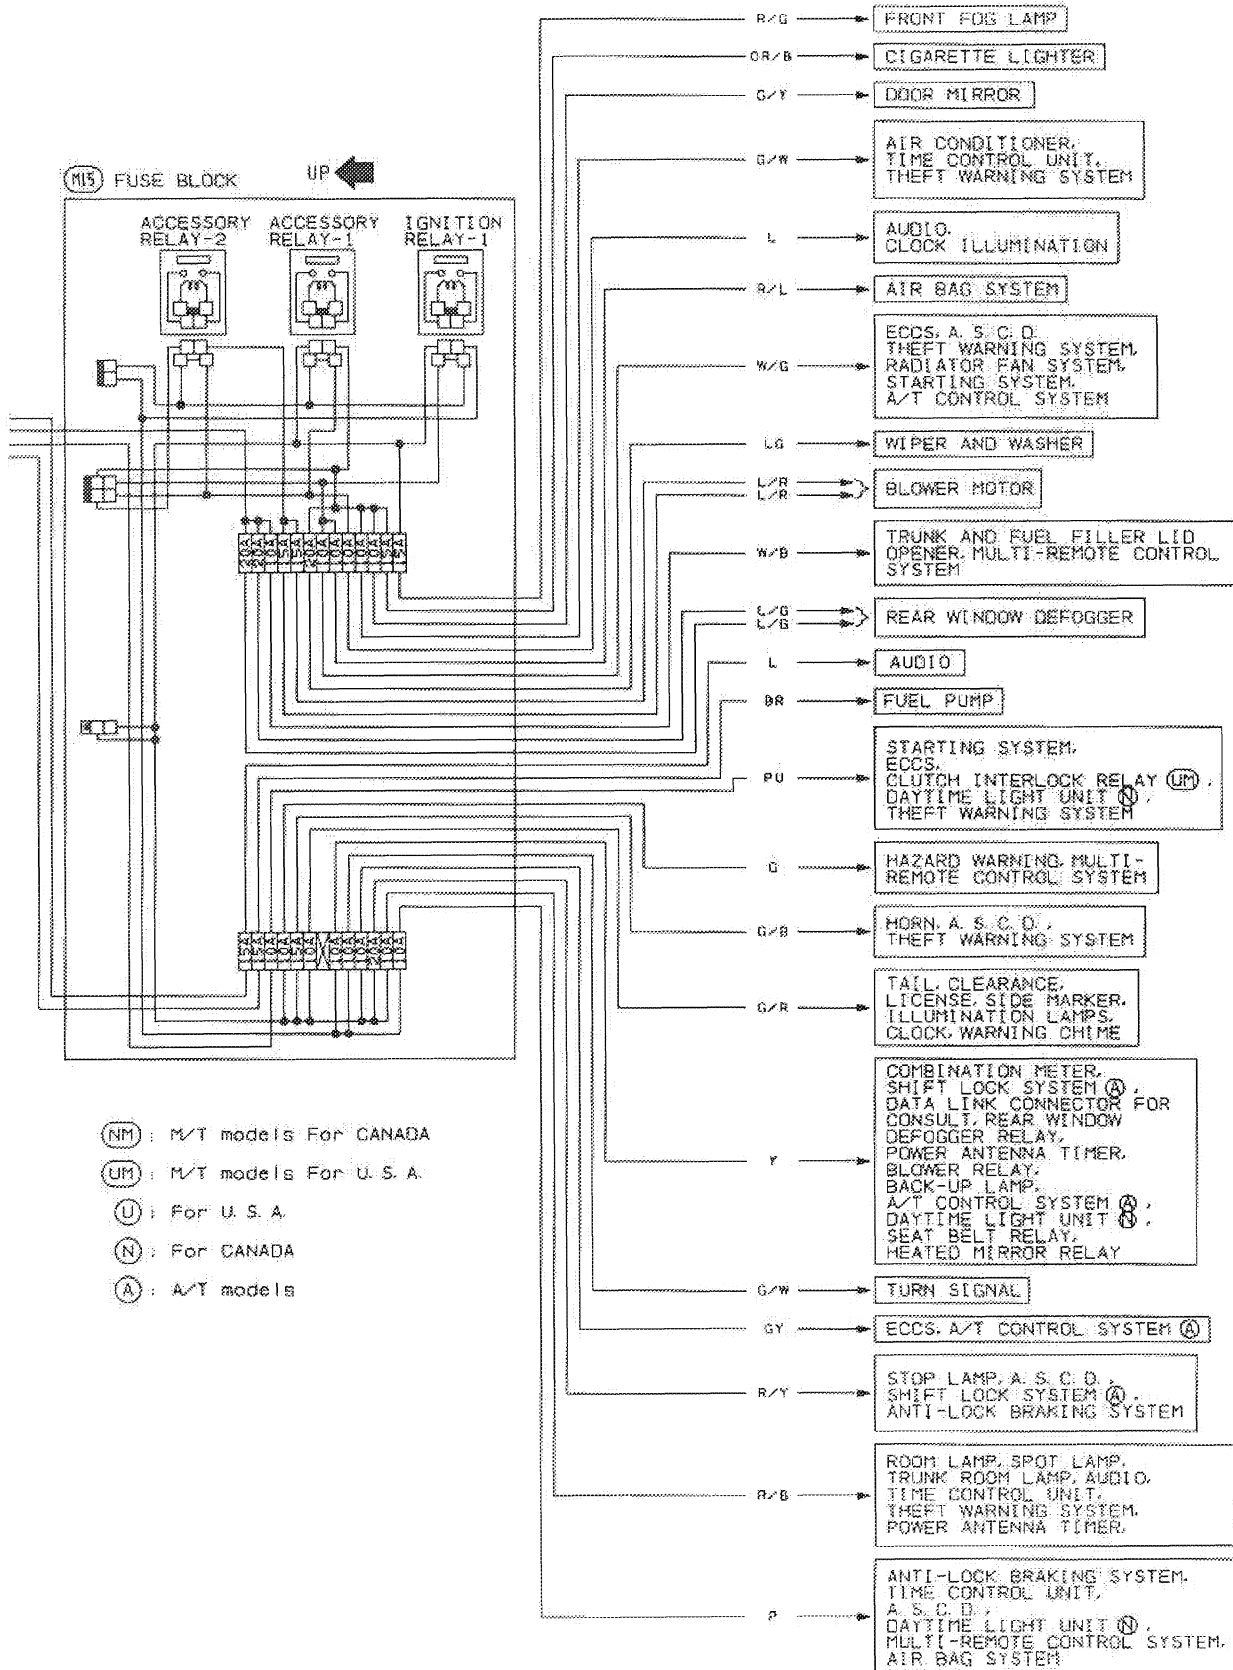 R/G
FRONT FOG LAMP
OR/B
CIGARETTE LIGHTER
G/Y
DOOR MIRROR
G/W
AIR CONDITIONER,
TIME CONTROL UNIT,
THEFT WARNING SYSTEM
M15 FUSE BLOCK
UP
ACCESSORY
RELAY-2
ACCESSORY
RELAY-1
IGNITION
RELAY-1
L
AUDIO,
CLOCK ILLUMINATION
R/L
AIR BAG SYSTEM
W/G
ECCS, A. S. C. D.
THEFT WARNING SYSTEM,
RADIATOR FAN SYSTEM,
STARTING SYSTEM,
A/T CONTROL SYSTEM
LG
WIPER AND WASHER
L/R
L/R
BLOWER MOTOR
W/B
TRUNK AND FUEL FILLER LID
OPENER, MULTI-REMOTE CONTROL
SYSTEM
L/G
L/G
REAR WINDOW DEFOGGER
L
AUDIO
BR
FUEL PUMP
PU
STARTING SYSTEM,
ECCS,
CLUTCH INTERLOCK RELAY UM,
DAYTIME LIGHT UNIT N,
THEFT WARNING SYSTEM
G
HAZARD WARNING, MULTI-
REMOTE CONTROL SYSTEM
G/B
HORN, A. S. C. D.,
THEFT WARNING SYSTEM
G/R
TAIL, CLEARANCE,
LICENSE, SIDE MARKER,
ILLUMINATION LAMPS,
CLOCK, WARNING CHIME
Y
COMBINATION METER,
SHIFT LOCK SYSTEM A,
DATA LINK CONNECTOR FOR
CONSULT, REAR WINDOW
DEFOGGER RELAY,
POWER ANTENNA TIMER,
BLOWER RELAY,
BACK-UP LAMP,
A/T CONTROL SYSTEM A,
DAYTIME LIGHT UNIT N,
SEAT BELT RELAY,
HEATED MIRROR RELAY
NM : M/T models For CANADA
UM : M/T models For U. S. A.
U : For U. S. A.
N : For CANADA
A : A/T models
G/W
TURN SIGNAL
GY
ECCS, A/T CONTROL SYSTEM A
R/Y
STOP LAMP, A. S. C. D.,
SHIFT LOCK SYSTEM A,
ANTI-LOCK BRAKING SYSTEM
R/B
ROOM LAMP, SPOT LAMP,
TRUNK ROOM LAMP, AUDIO,
TIME CONTROL UNIT,
THEFT WARNING SYSTEM,
POWER ANTENNA TIMER,
P
ANTI-LOCK BRAKING SYSTEM,
TIME CONTROL UNIT,
A. S. C. D.,
DAYTIME LIGHT UNIT N,
MULTI-REMOTE CONTROL SYSTEM,
AIR BAG SYSTEM